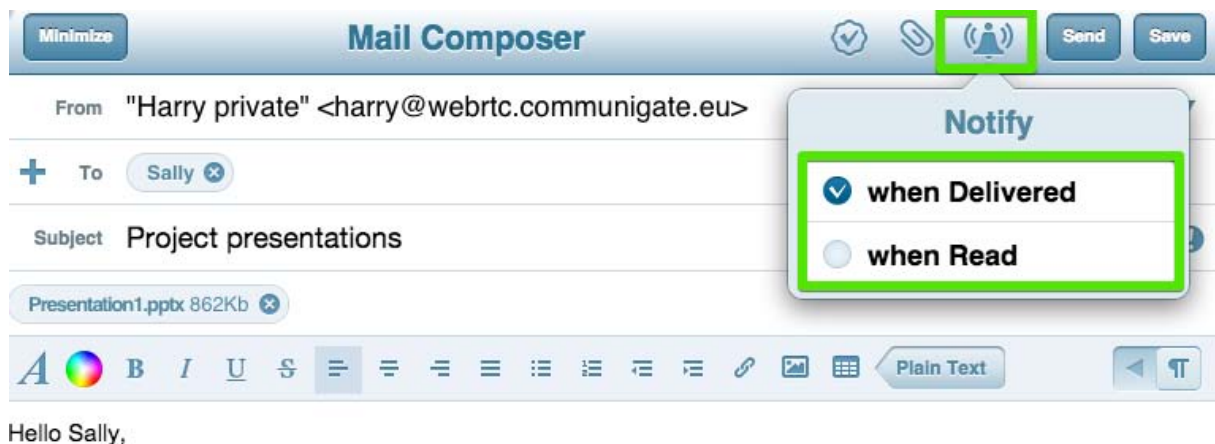 Minimize Mail Composer Send Save
From "Harry private" <harry@webrtc.communigate.eu>
Notify
To Sally
when Delivered
Subject Project presentations
when Read
Presentation1.pptx 862Kb
A B I U S Plain Text ¶
Hello Sally,